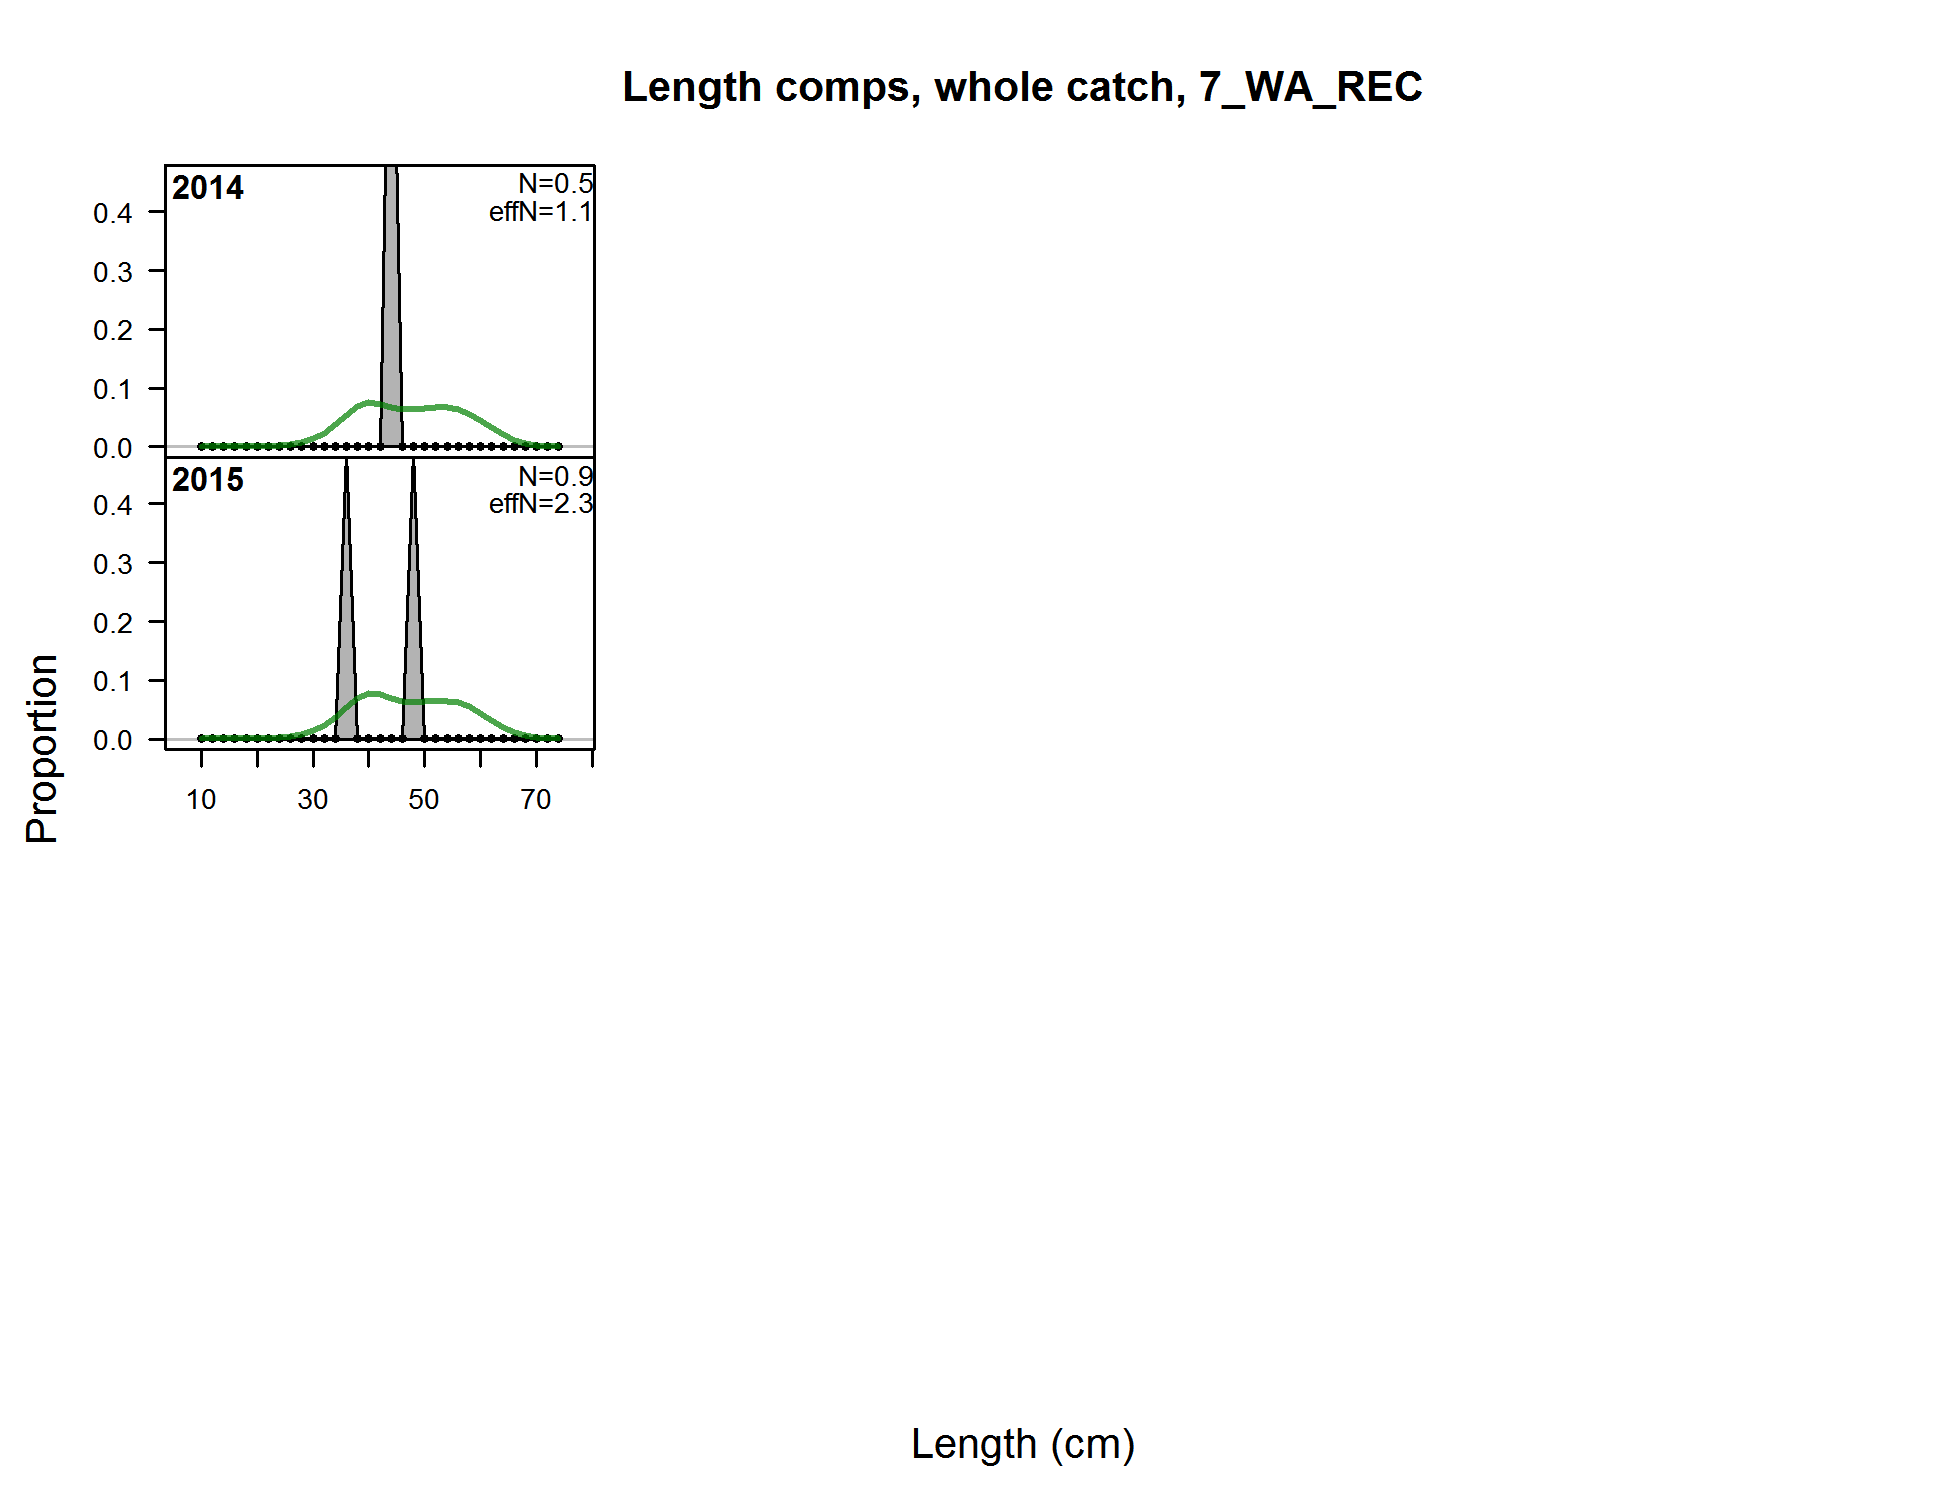 Length comps, whole catch, 7_WA_REC
2014
N=0.5
effN=1.1
0.4
0.3
0.2
0.1
0.0
2015
N=0.9
effN=2.3
0.4
0.3
0.2
0.1
0.0
10 30 50 70
Proportion
Length (cm)